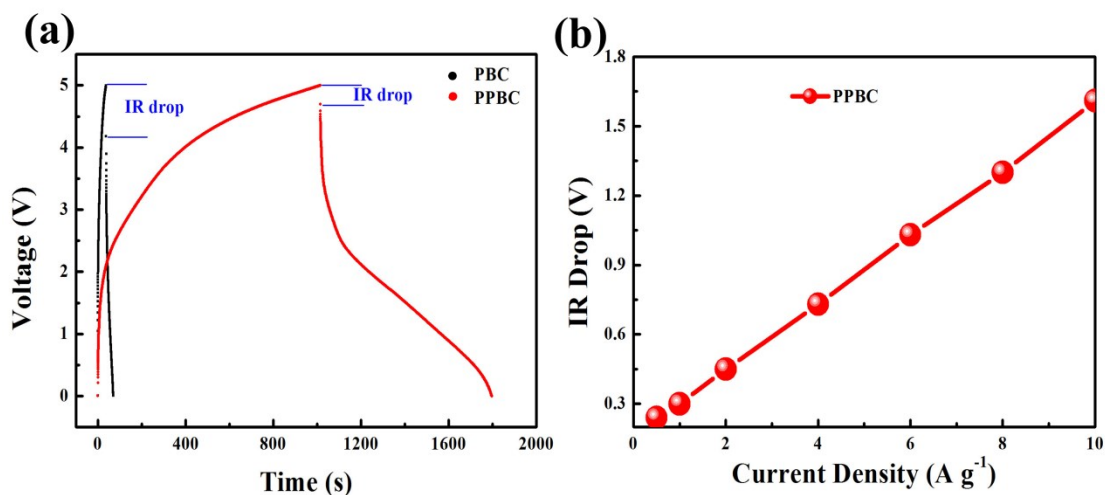 (a)
PBC
PPBC
IR drop
IR drop
Voltage (V)
5
4
3
2
1
0
0 400 800 1200 1600 2000
Time (s)
(b)
PPBC
IR Drop (V)
1.8
1.5
1.2
0.9
0.6
0.3
0 2 4 6 8 10
Current Density (A g⁻¹)